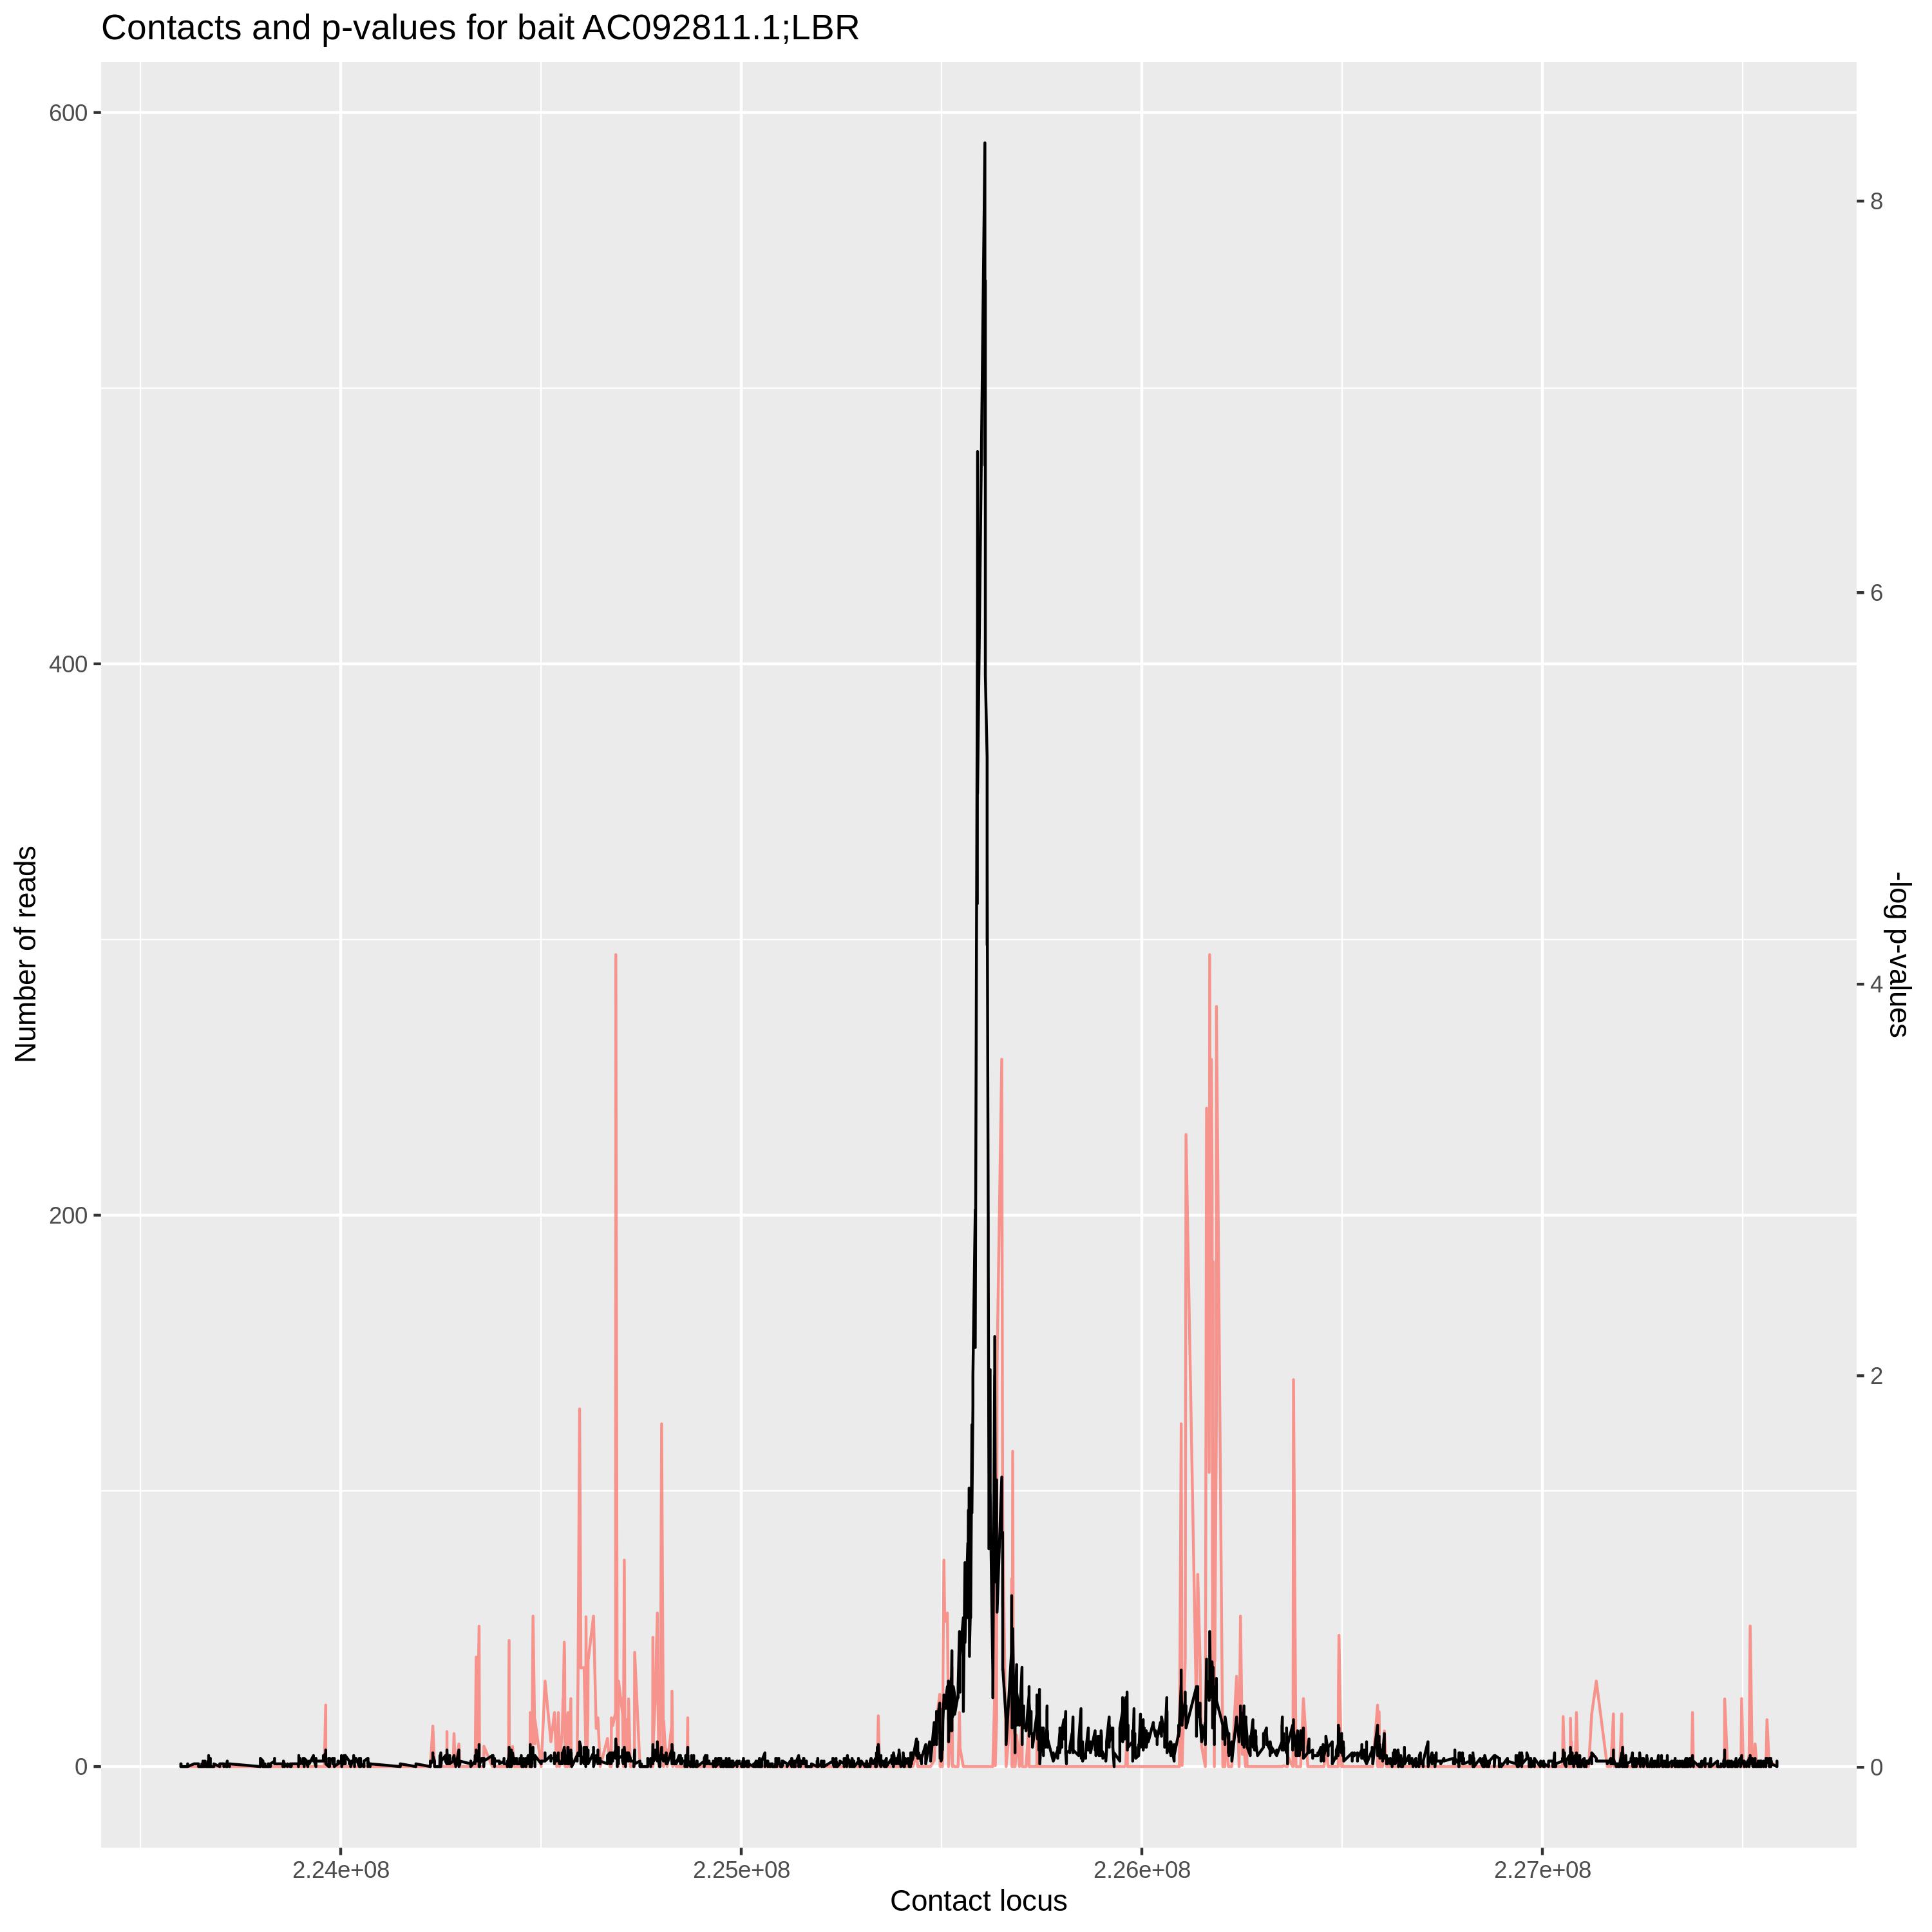 Contacts and p-values for bait AC092811.1;LBR
600
400
200
0
Number of reads
8
6
4
2
0
-log p-values
2.24e+08
2.25e+08
2.26e+08
2.27e+08
Contact locus